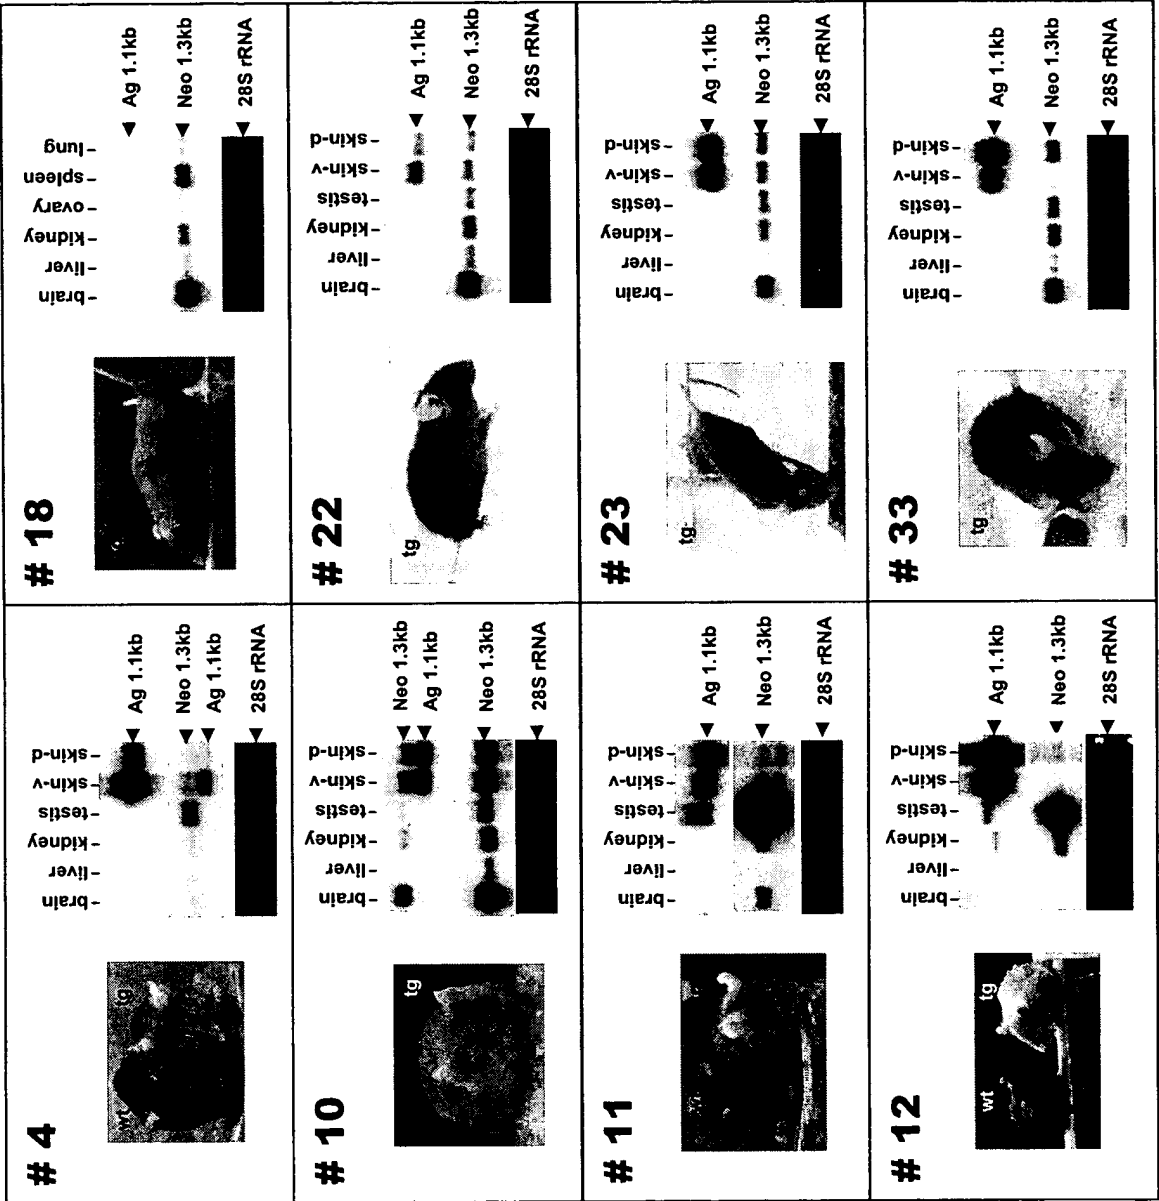 # 4
wt
tg
brain -
liver -
kidney -
testis -
skin-v -
skin-d -
Ag 1.1kb
Neo 1.3kb
Ag 1.1kb
28S rRNA
# 18
brain -
liver -
kidney -
ovary -
spleen -
lung -
Ag 1.1kb
Neo 1.3kb
28S rRNA
# 10
tg
brain -
liver -
kidney -
testis -
skin-v -
skin-d -
Neo 1.3kb
Ag 1.1kb
Neo 1.3kb
28S rRNA
# 22
tg
brain -
liver -
kidney -
testis -
skin-v -
skin-d -
Ag 1.1kb
Neo 1.3kb
28S rRNA
# 11
brain -
liver -
kidney -
testis -
skin-v -
skin-d -
Ag 1.1kb
Neo 1.3kb
28S rRNA
# 23
tg
brain -
liver -
kidney -
testis -
skin-v -
skin-d -
Ag 1.1kb
Neo 1.3kb
28S rRNA
# 12
wt
tg
brain -
liver -
kidney -
testis -
skin-v -
skin-d -
Ag 1.1kb
Neo 1.3kb
28S rRNA
# 33
tg
brain -
liver -
kidney -
testis -
skin-v -
skin-d -
Ag 1.1kb
Neo 1.3kb
28S rRNA